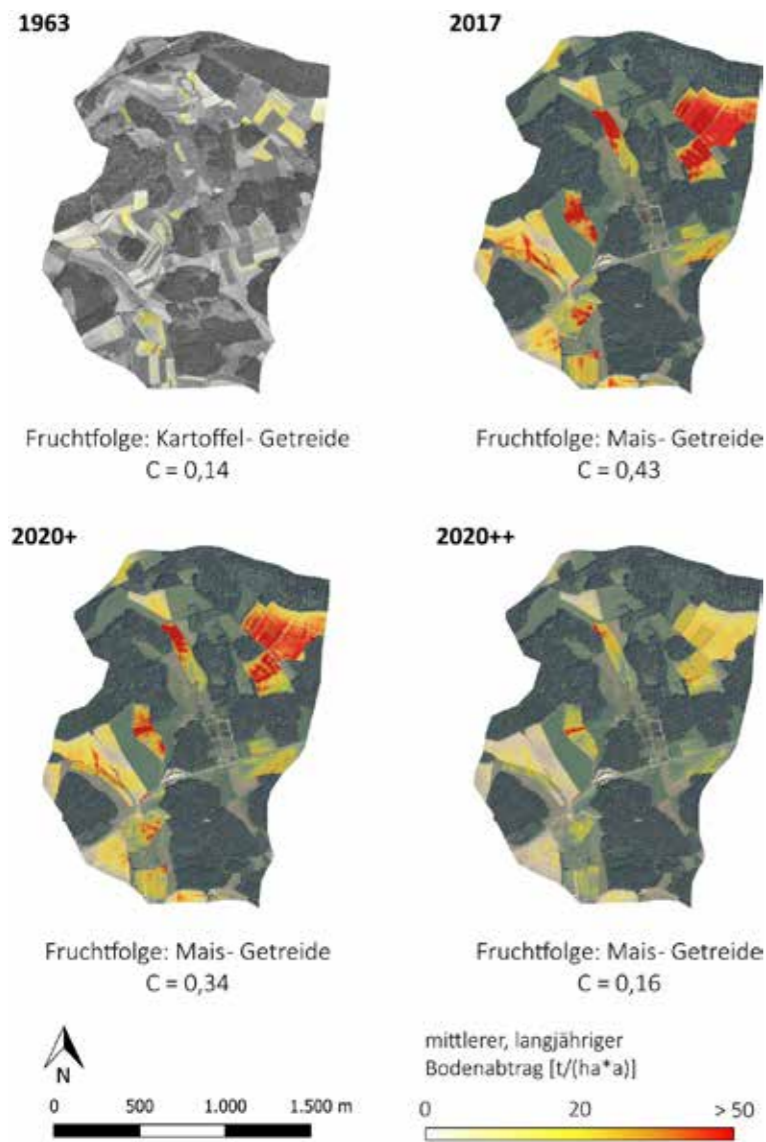 1963
2017
Fruchtfolge: Kartoffel- Getreide
C = 0,14
Fruchtfolge: Mais- Getreide
C = 0,43
2020+
2020++
Fruchtfolge: Mais- Getreide
C = 0,34
Fruchtfolge: Mais- Getreide
C = 0,16
N
0 500 1.000 1.500 m
mittlerer, langjähriger
Bodenabtrag [t/(ha*a)]
0 20 > 50